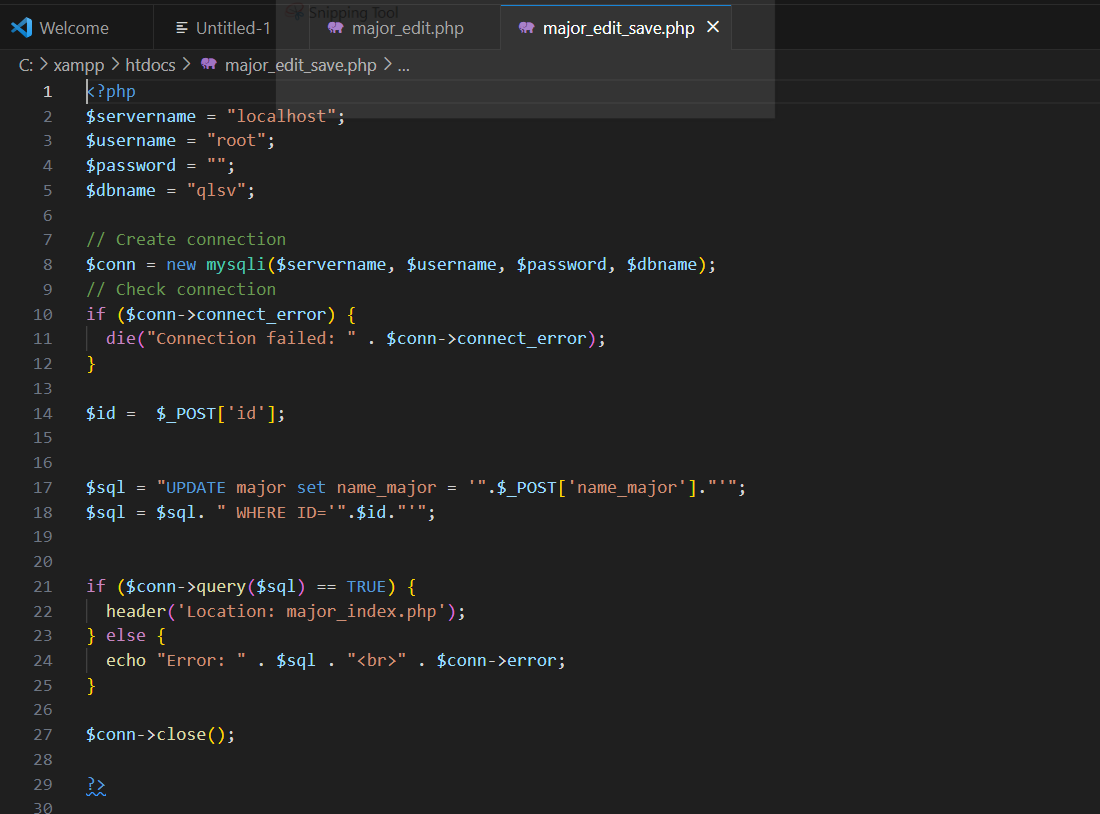 Snipping Tool
Welcome
Untitled-1
major_edit.php
major_edit_save.php
C: > xampp > htdocs > major_edit_save.php > ...
1 <?php
2 $servername = "localhost";
3 $username = "root";
4 $password = "";
5 $dbname = "qlsv";
6
7 // Create connection
8 $conn = new mysqli($servername, $username, $password, $dbname);
9 // Check connection
10 if ($conn->connect_error) {
11   die("Connection failed: " . $conn->connect_error);
12 }
13
14 $id =  $_POST['id'];
15
16
17 $sql = "UPDATE major set name_major = '".$_POST['name_major']."'";
18 $sql = $sql. " WHERE ID='".$id."'";
19
20
21 if ($conn->query($sql) == TRUE) {
22   header('Location: major_index.php');
23 } else {
24   echo "Error: " . $sql . "<br>" . $conn->error;
25 }
26
27 $conn->close();
28
29 ?>
30